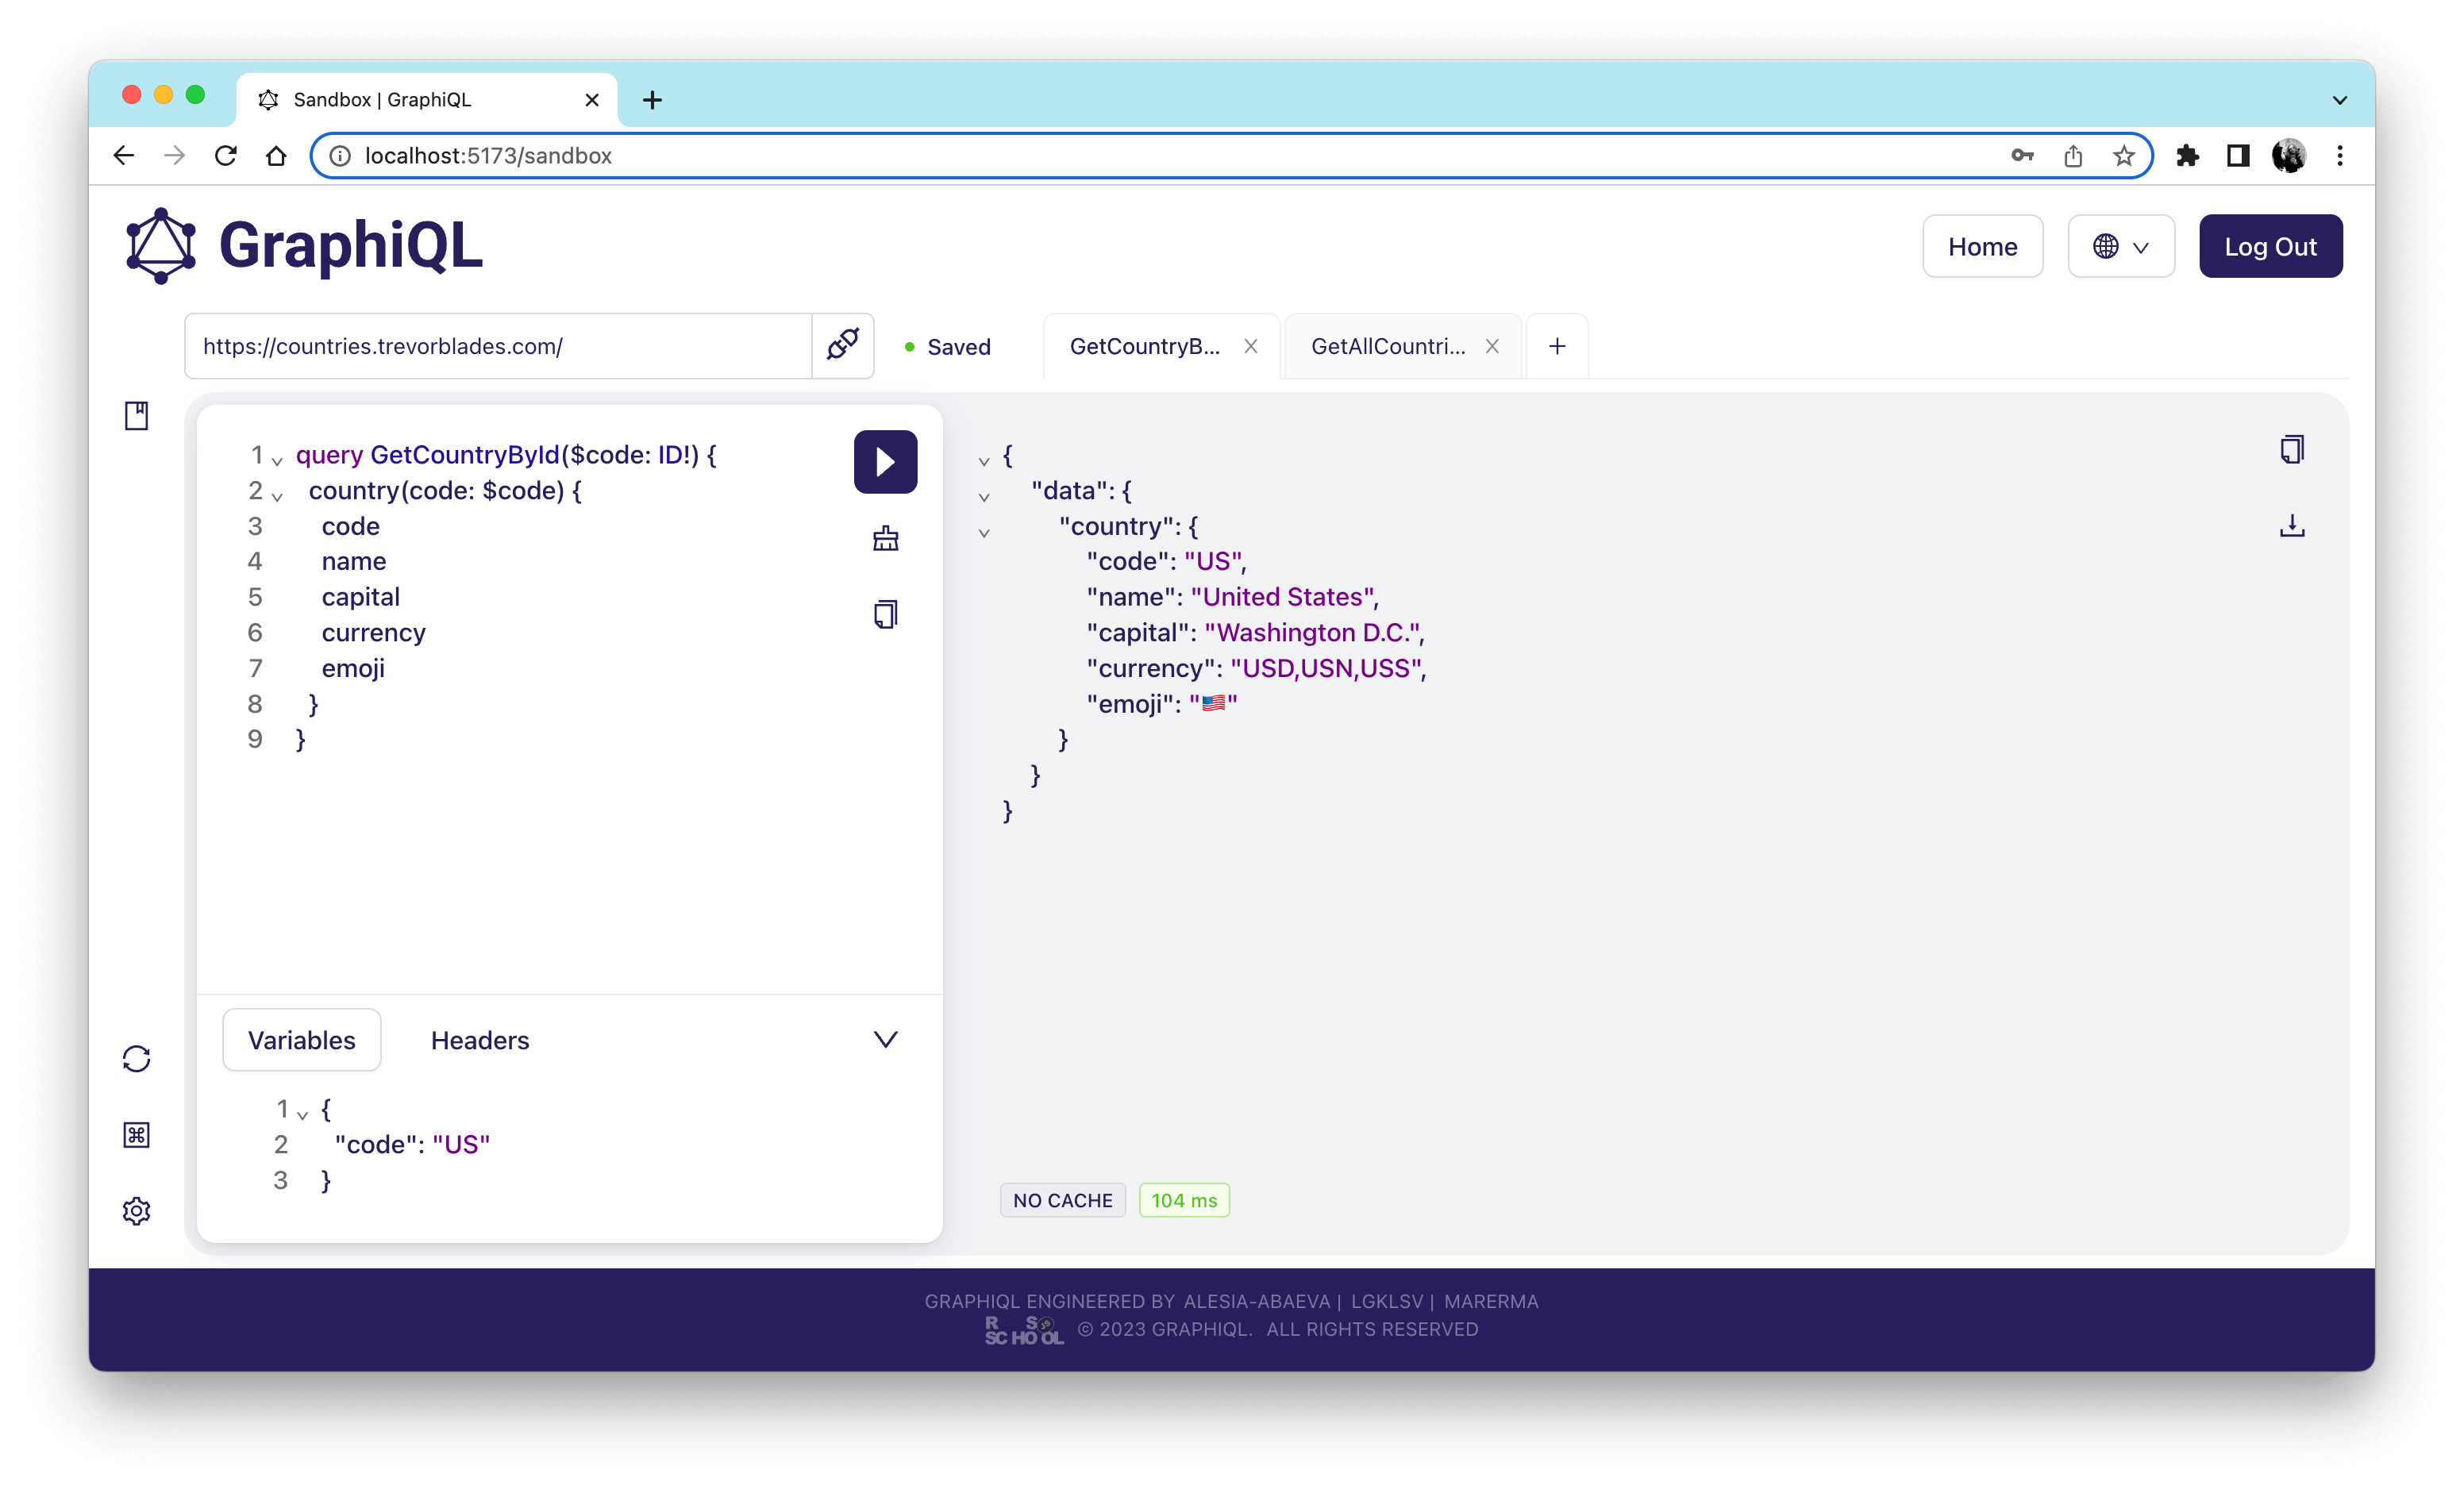 Sandbox | GraphiQL
localhost:5173/sandbox
GraphiQL
Home
Log Out
https://countries.trevorblades.com/
Saved
GetCountryB...
GetAllCountri...
1 query GetCountryById($code: ID!) {
2 country(code: $code) {
3 code
4 name
5 capital
6 currency
7 emoji
8 }
9 }
{
"data": {
"country": {
"code": "US",
"name": "United States",
"capital": "Washington D.C.",
"currency": "USD,USN,USS",
"emoji": "🇺🇸"
}
}
}
Variables Headers
1 {
2 "code": "US"
3 }
NO CACHE 104 ms
GRAPHIQL ENGINEERED BY ALESIA-ABAEVA | LGKLSV | MARERMA
RS SCHOOL © 2023 GRAPHIQL. ALL RIGHTS RESERVED